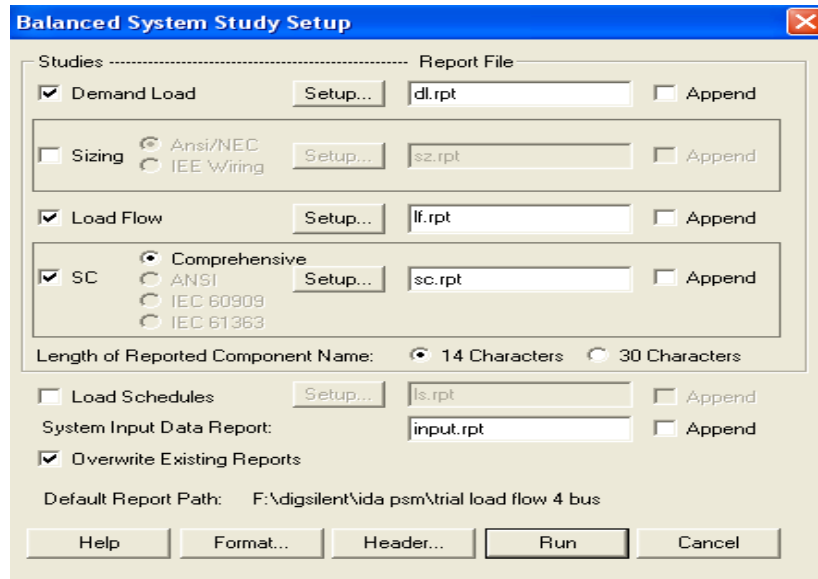 Balanced System Study Setup
Studies ------------------------------------------------ Report File
Demand Load Setup... dl.rpt Append
Sizing Ansi/NEC Setup... sz.rpt Append
IEE Wiring
Load Flow Setup... lf.rpt Append
Comprehensive
SC ANSI Setup... sc.rpt Append
IEC 60909
IEC 61363
Length of Reported Component Name: 14 Characters 30 Characters
Load Schedules Setup... ls.rpt Append
System Input Data Report: input.rpt Append
Overwrite Existing Reports
Default Report Path: F:\digsilent\ida psm\trial load flow 4 bus
Help Format... Header... Run Cancel